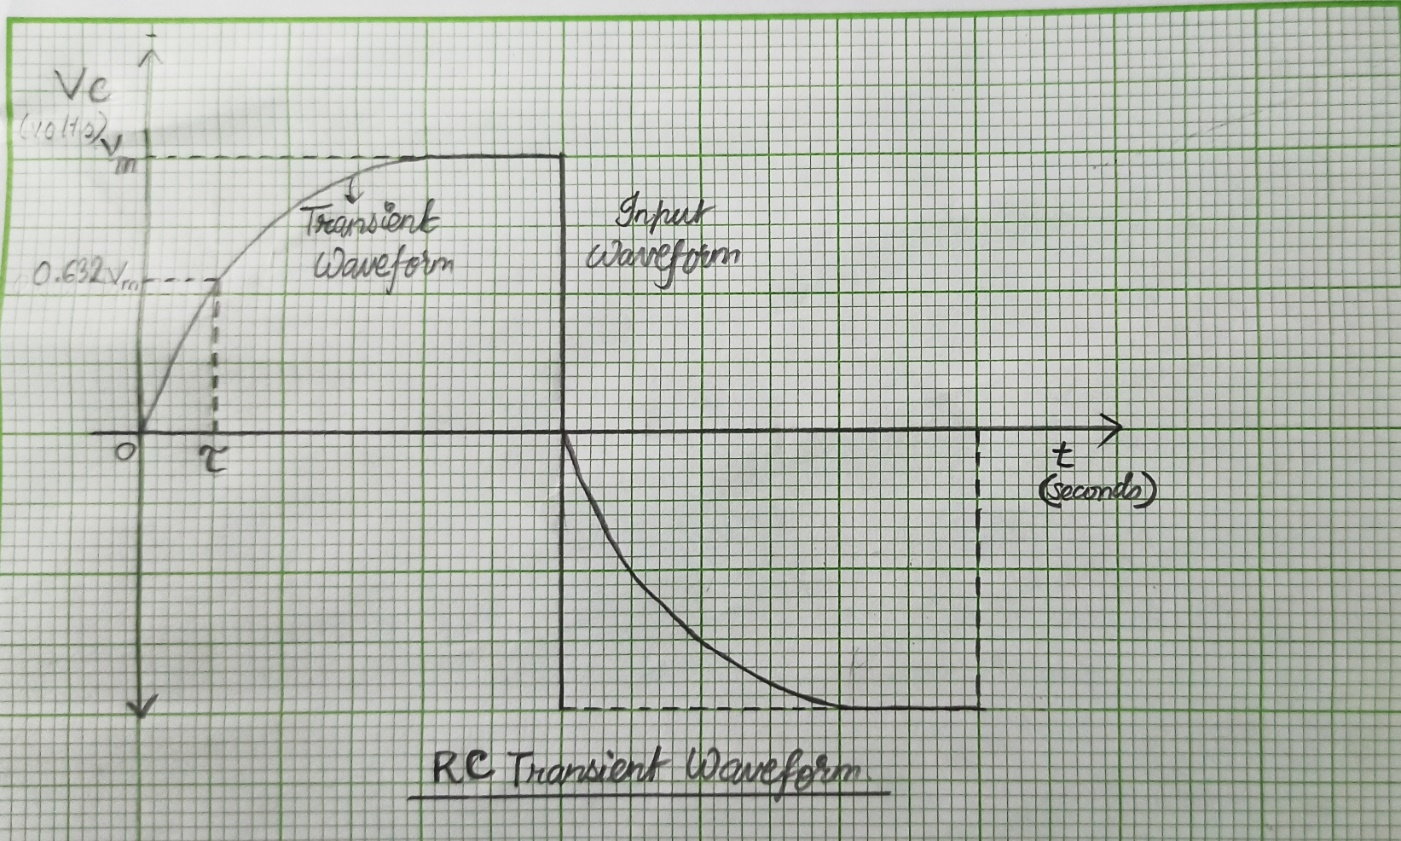 Vc
(volts)
Vm
Transient
Waveform
Input
Waveform
0.632Vm
0
τ
t
(seconds)
RC Transient Waveform